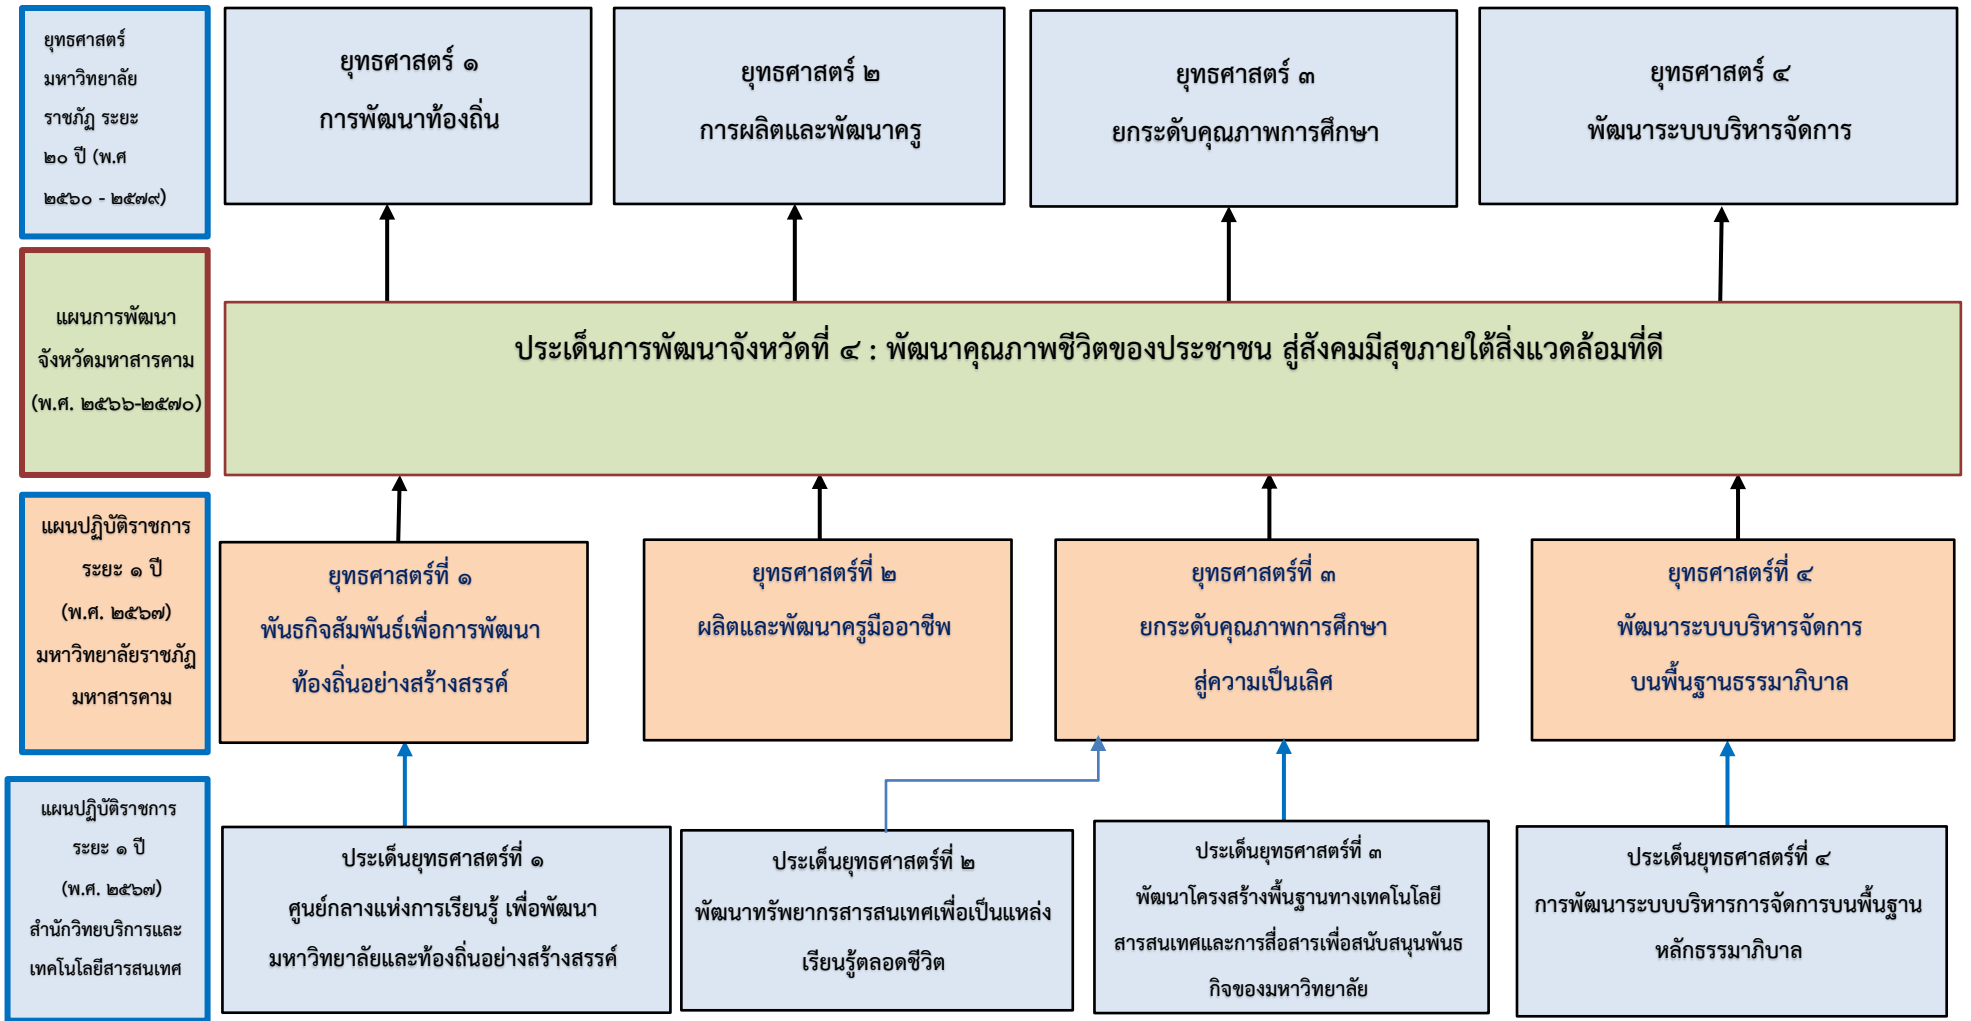 ยุทธศาสตร์
มหาวิทยาลัย
ราชภัฏ ระยะ
๒๐ ปี (พ.ศ
๒๕๖๐ - ๒๕๗๙)
ยุทธศาสตร์ ๑
การพัฒนาท้องถิ่น
ยุทธศาสตร์ ๒
การผลิตและพัฒนาครู
ยุทธศาสตร์ ๓
ยกระดับคุณภาพการศึกษา
ยุทธศาสตร์ ๔
พัฒนาระบบบริหารจัดการ
แผนการพัฒนา
จังหวัดมหาสารคาม
(พ.ศ. ๒๕๖๖-๒๕๗๐)
ประเด็นการพัฒนาจังหวัดที่ ๔ : พัฒนาคุณภาพชีวิตของประชาชน สู่สังคมมีสุขภายใต้สิ่งแวดล้อมที่ดี
แผนปฏิบัติราชการ
ระยะ ๑ ปี
(พ.ศ. ๒๕๖๗)
มหาวิทยาลัยราชภัฏ
มหาสารคาม
ยุทธศาสตร์ที่ ๑
พันธกิจสัมพันธ์เพื่อการพัฒนา
ท้องถิ่นอย่างสร้างสรรค์
ยุทธศาสตร์ที่ ๒
ผลิตและพัฒนาครูมืออาชีพ
ยุทธศาสตร์ที่ ๓
ยกระดับคุณภาพการศึกษา
สู่ความเป็นเลิศ
ยุทธศาสตร์ที่ ๔
พัฒนาระบบบริหารจัดการ
บนพื้นฐานธรรมาภิบาล
แผนปฏิบัติราชการ
ระยะ ๑ ปี
(พ.ศ. ๒๕๖๗)
สำนักวิทยบริการและ
เทคโนโลยีสารสนเทศ
ประเด็นยุทธศาสตร์ที่ ๑
ศูนย์กลางแห่งการเรียนรู้ เพื่อพัฒนา
มหาวิทยาลัยและท้องถิ่นอย่างสร้างสรรค์
ประเด็นยุทธศาสตร์ที่ ๒
พัฒนาทรัพยากรสารสนเทศเพื่อเป็นแหล่ง
เรียนรู้ตลอดชีวิต
ประเด็นยุทธศาสตร์ที่ ๓
พัฒนาโครงสร้างพื้นฐานทางเทคโนโลยี
สารสนเทศและการสื่อสารเพื่อสนับสนุนพันธ
กิจของมหาวิทยาลัย
ประเด็นยุทธศาสตร์ที่ ๔
การพัฒนาระบบบริหารการจัดการบนพื้นฐาน
หลักธรรมาภิบาล